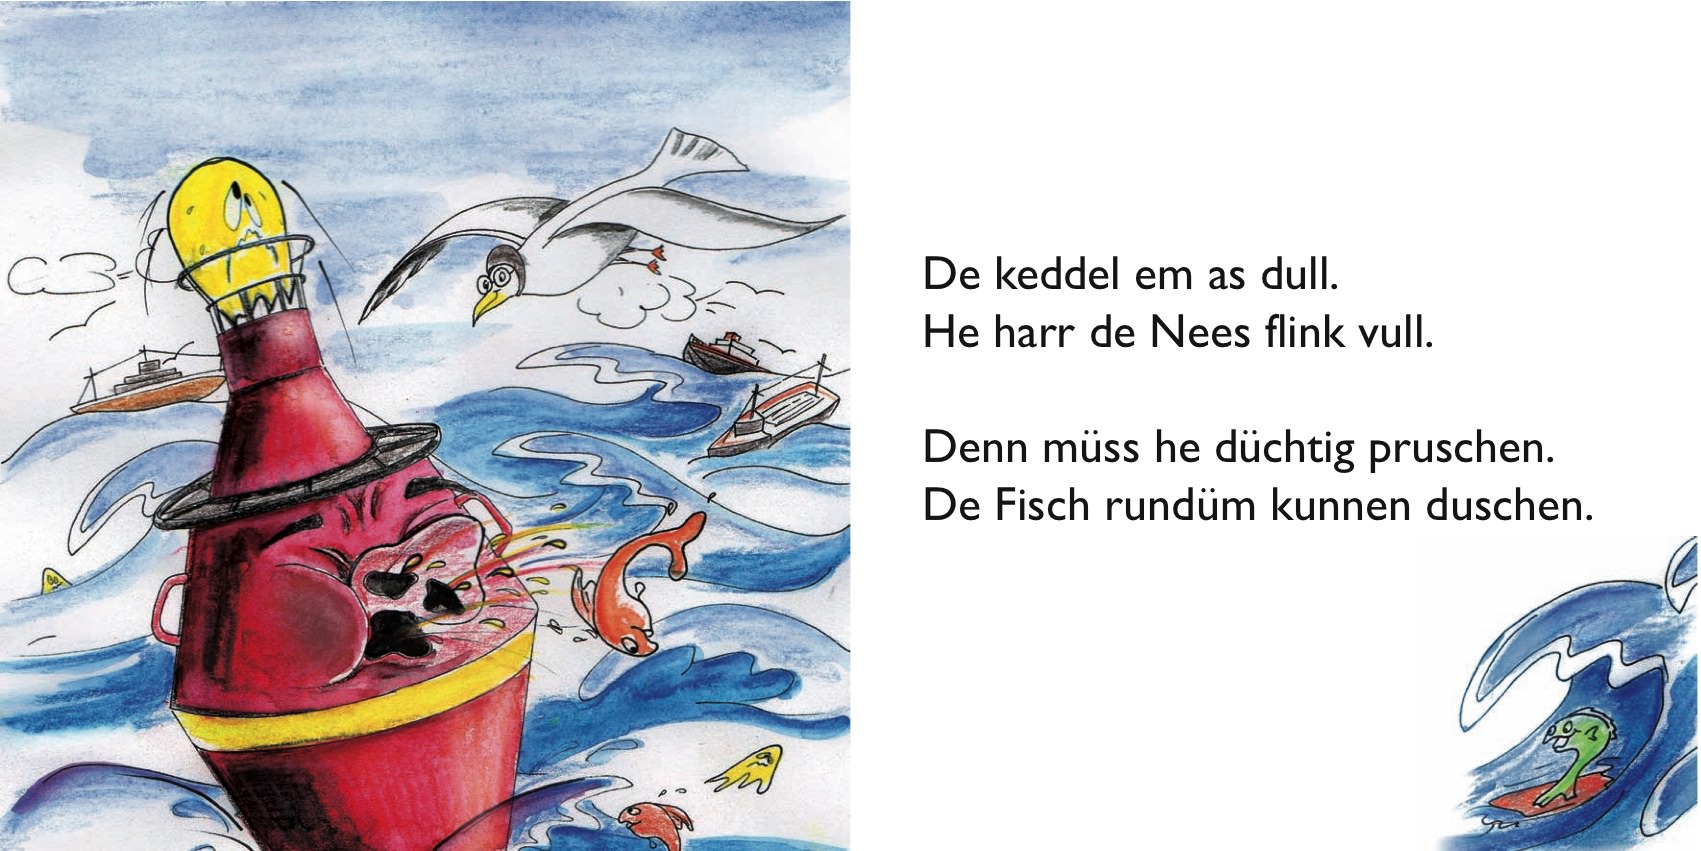 De keddel em as dull.
He harr de Nees flink vull.
Denn müss he düchtig pruschen.
De Fisch rundüm kunnen duschen.